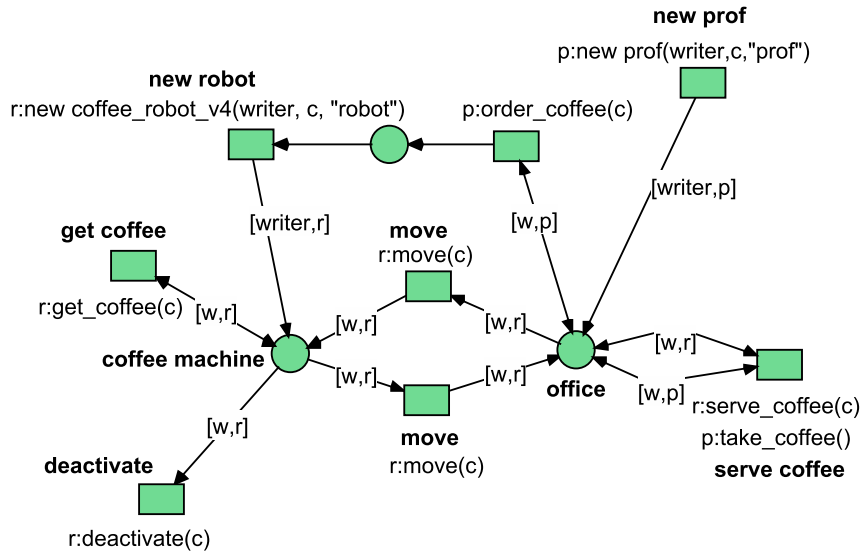 new prof
p:new prof(writer,c,"prof")
new robot
r:new coffee_robot_v4(writer, c, "robot")
p:order_coffee(c)
[writer,p]
[writer,r]
[w,p]
get coffee
move
r:move(c)
r:get_coffee(c)
[w,r]
[w,r]
[w,r]
[w,r]
coffee machine
[w,r]
[w,r]
office
[w,p]
r:serve_coffee(c)
[w,r]
move
p:take_coffee()
deactivate
r:move(c)
serve coffee
r:deactivate(c)